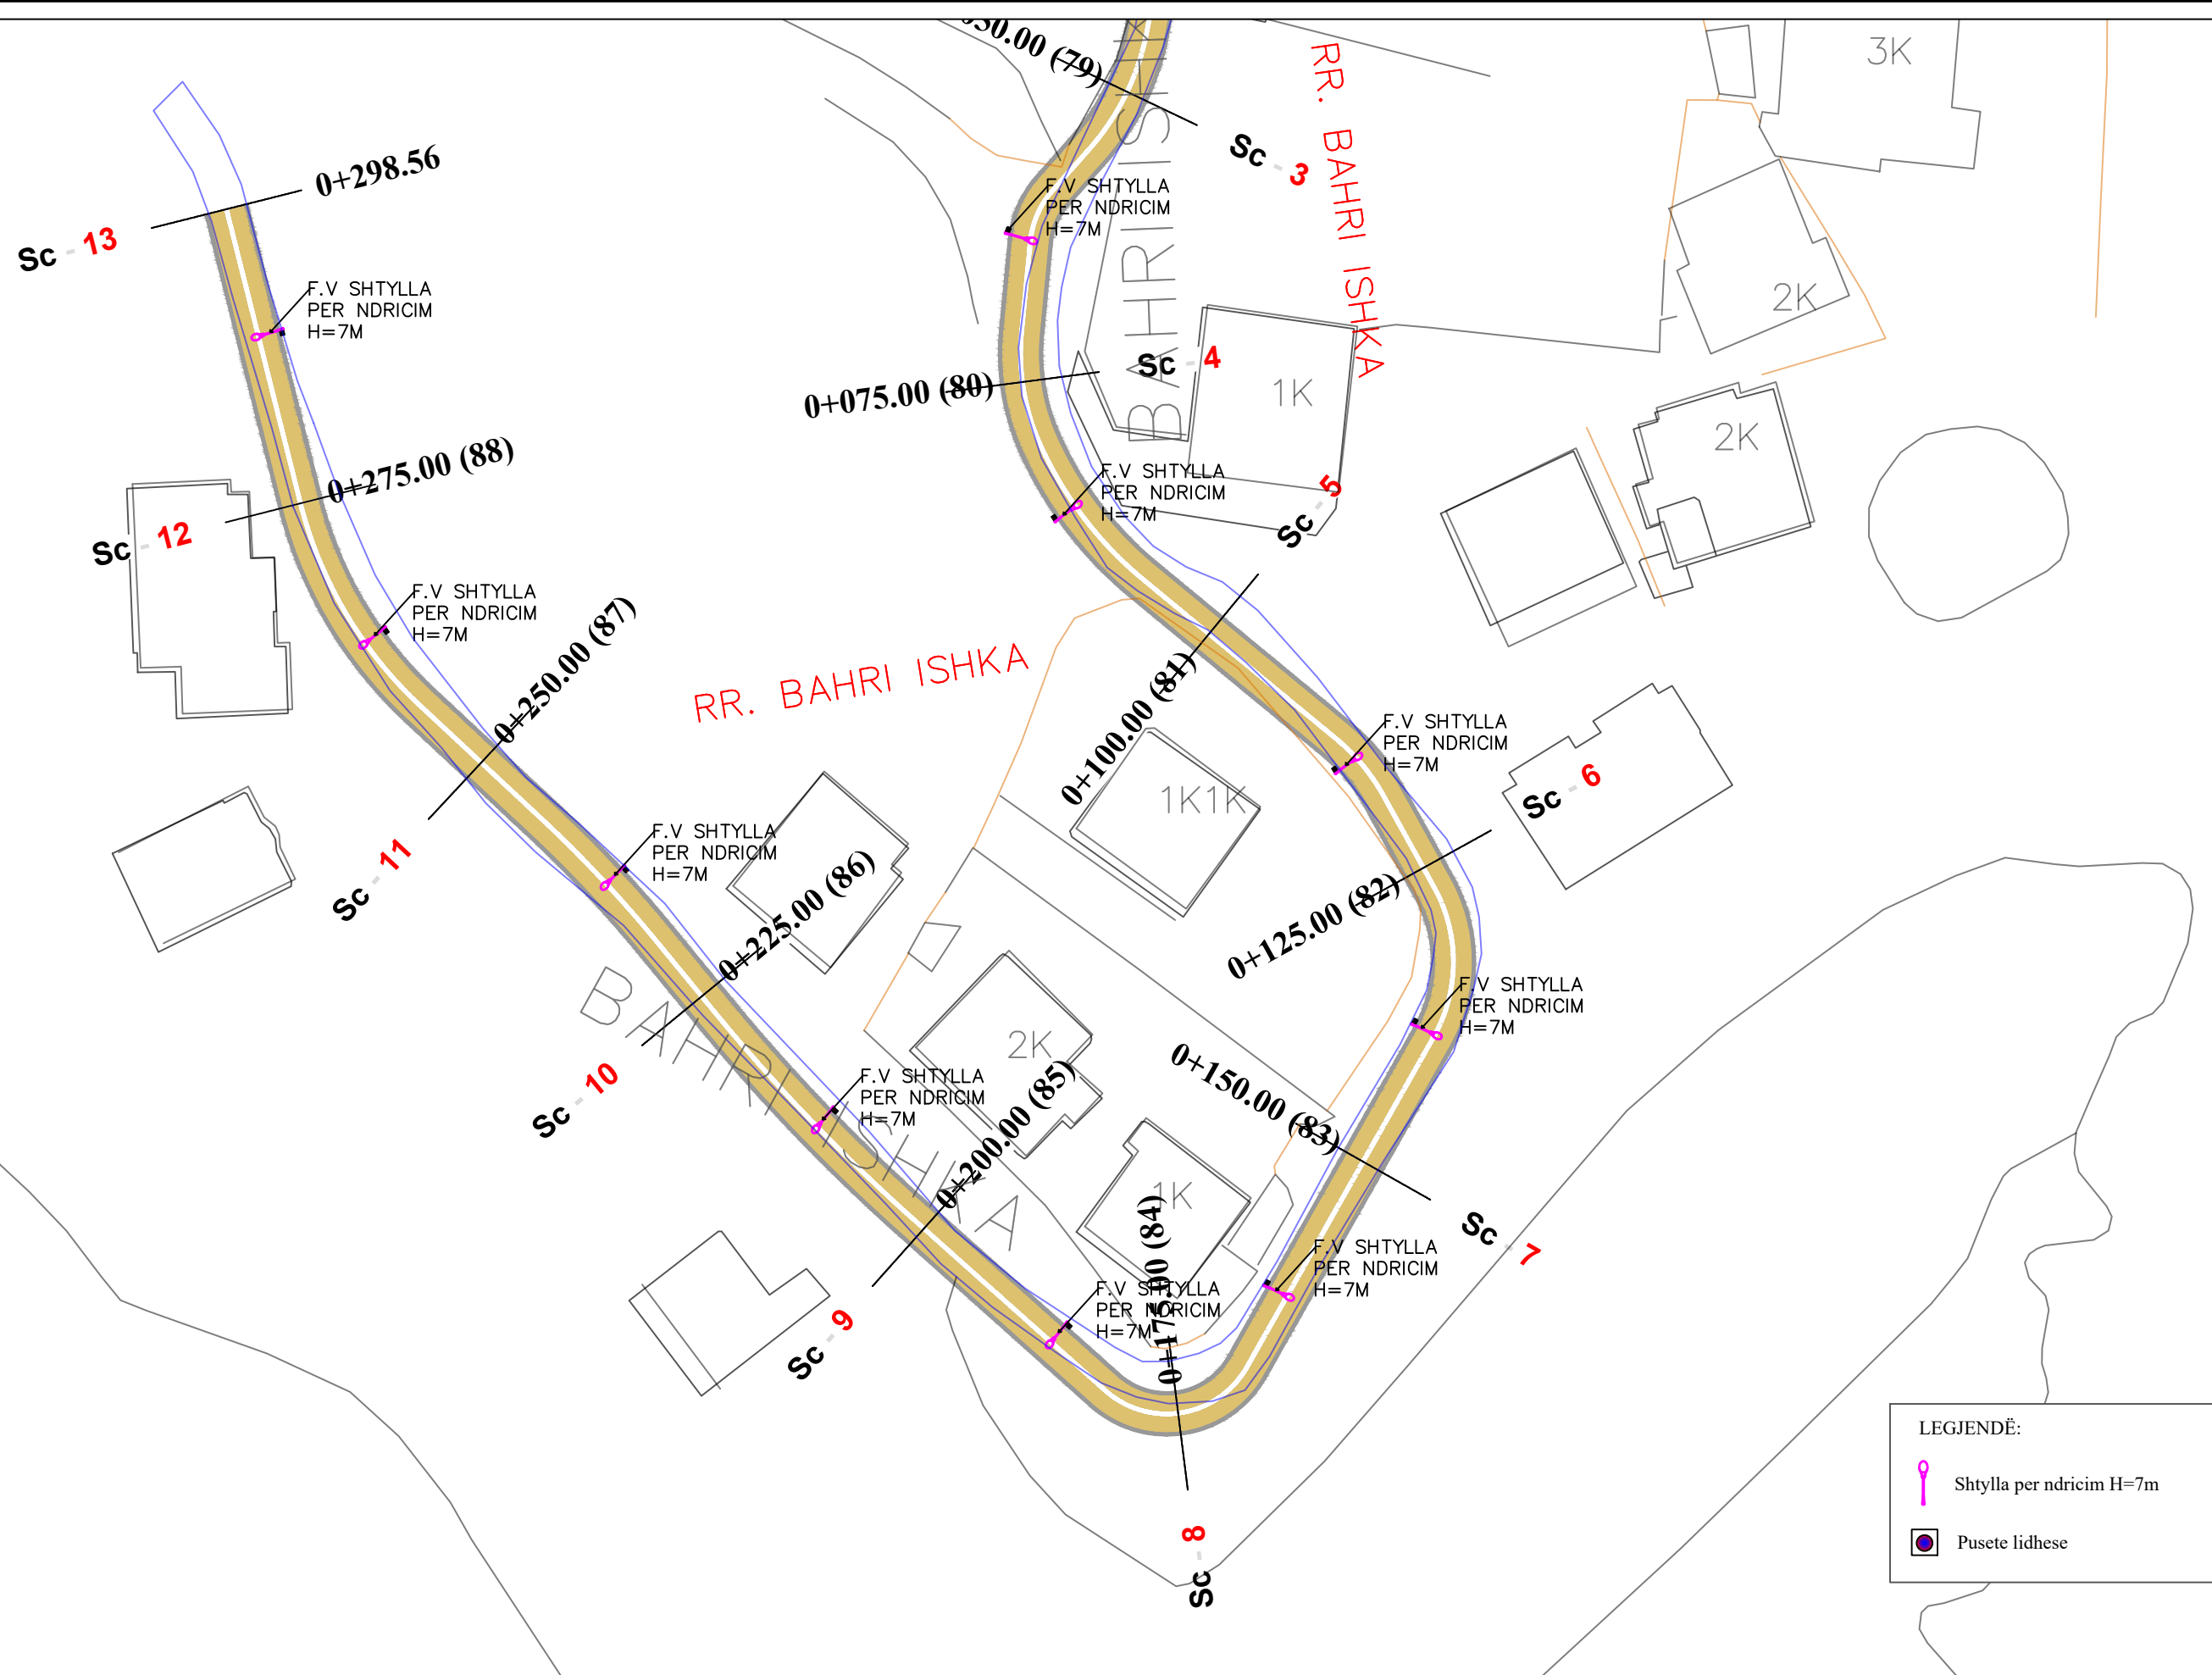 0+298.56
Sc - 13
F.V SHTYLLA
PER NDRICIM
H=7M
0+275.00 (88)
Sc - 12
F.V SHTYLLA
PER NDRICIM
H=7M
0+250.00 (87)
Sc - 11
F.V SHTYLLA
PER NDRICIM
H=7M
0+225.00 (86)
Sc - 10
F.V SHTYLLA
PER NDRICIM
H=7M
0+200.00 (85)
Sc - 9
F.V SHTYLLA
PER NDRICIM
H=7M
0+175.00 (84)
Sc - 8
F.V SHTYLLA
PER NDRICIM
H=7M
0+150.00 (83)
Sc - 7
F.V SHTYLLA
PER NDRICIM
H=7M
0+125.00 (82)
Sc - 6
F.V SHTYLLA
PER NDRICIM
H=7M
0+100.00 (81)
Sc - 5
F.V SHTYLLA
PER NDRICIM
H=7M
0+075.00 (80)
Sc - 4
F.V SHTYLLA
PER NDRICIM
H=7M
(79)
Sc - 3
RR. BAHRI ISHKA
RR. BAHRI ISHKA
BAHRI ISHKA
BAHRI ISHKA
3K
2K
2K
1K
1K1K
2K
1K
LEGJENDË:
Shtylla per ndricim H=7m
Pusete lidhese